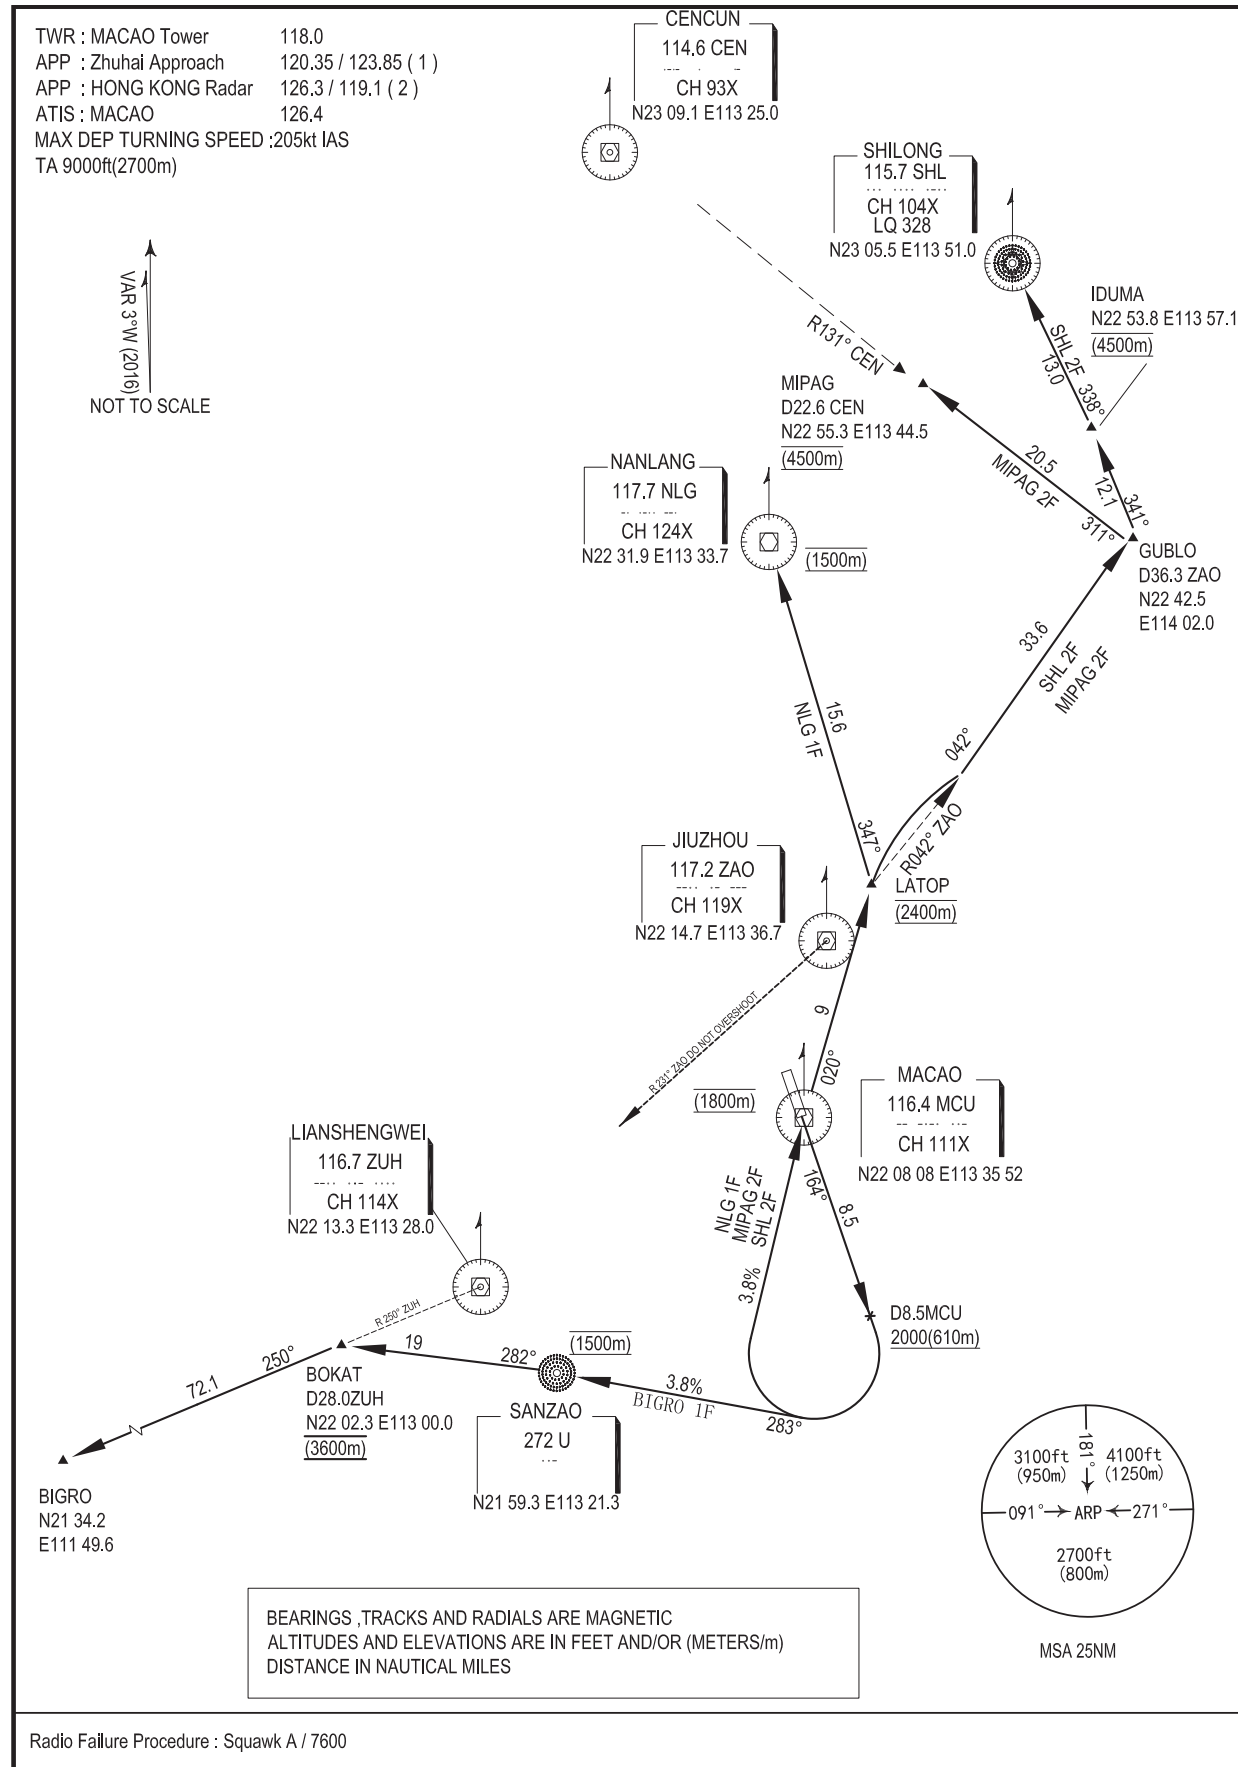 TWR : MACAO Tower 118.0
APP : Zhuhai Approach 120.35 / 123.85 ( 1 )
APP : HONG KONG Radar 126.3 / 119.1 ( 2 )
ATIS : MACAO 126.4
MAX DEP TURNING SPEED :205kt IAS
TA 9000ft(2700m)
VAR 3°W (2016)
NOT TO SCALE
CENCUN
114.6 CEN
CH 93X
N23 09.1 E113 25.0
SHILONG
115.7 SHL
CH 104X
LQ 328
N23 05.5 E113 51.0
IDUMA
N22 53.8 E113 57.1
(4500m)
SHL 2F
13.0
338°
R131° CEN
MIPAG
D22.6 CEN
N22 55.3 E113 44.5
(4500m)
20.5
MIPAG 2F
311°
12.1
341°
GUBLO
D36.3 ZAO
N22 42.5
E114 02.0
NANLANG
117.7 NLG
CH 124X
N22 31.9 E113 33.7
(1500m)
33.6
SHL 2F
MIPAG 2F
042°
15.6
NLG 1F
347°
R042° ZAO
LATOP
(2400m)
JIUZHOU
117.2 ZAO
CH 119X
N22 14.7 E113 36.7
R 231° ZAO DO NOT OVERSHOOT
9
020°
(1800m)
MACAO
116.4 MCU
CH 111X
N22 08 08 E113 35 52
164°
8.5
NLG 1F
MIPAG 2F
SHL 2F
3.8%
D8.5MCU
2000(610m)
LIANSHENGWEI
116.7 ZUH
CH 114X
N22 13.3 E113 28.0
R 250° ZUH
250°
72.1
19
282°
(1500m)
3.8%
BIGRO 1F
283°
BOKAT
D28.0ZUH
N22 02.3 E113 00.0
(3600m)
SANZAO
272 U
N21 59.3 E113 21.3
BIGRO
N21 34.2
E111 49.6
3100ft
(950m)
181°
4100ft
(1250m)
091° ARP 271°
2700ft
(800m)
MSA 25NM
BEARINGS ,TRACKS AND RADIALS ARE MAGNETIC
ALTITUDES AND ELEVATIONS ARE IN FEET AND/OR (METERS/m)
DISTANCE IN NAUTICAL MILES
Radio Failure Procedure : Squawk A / 7600